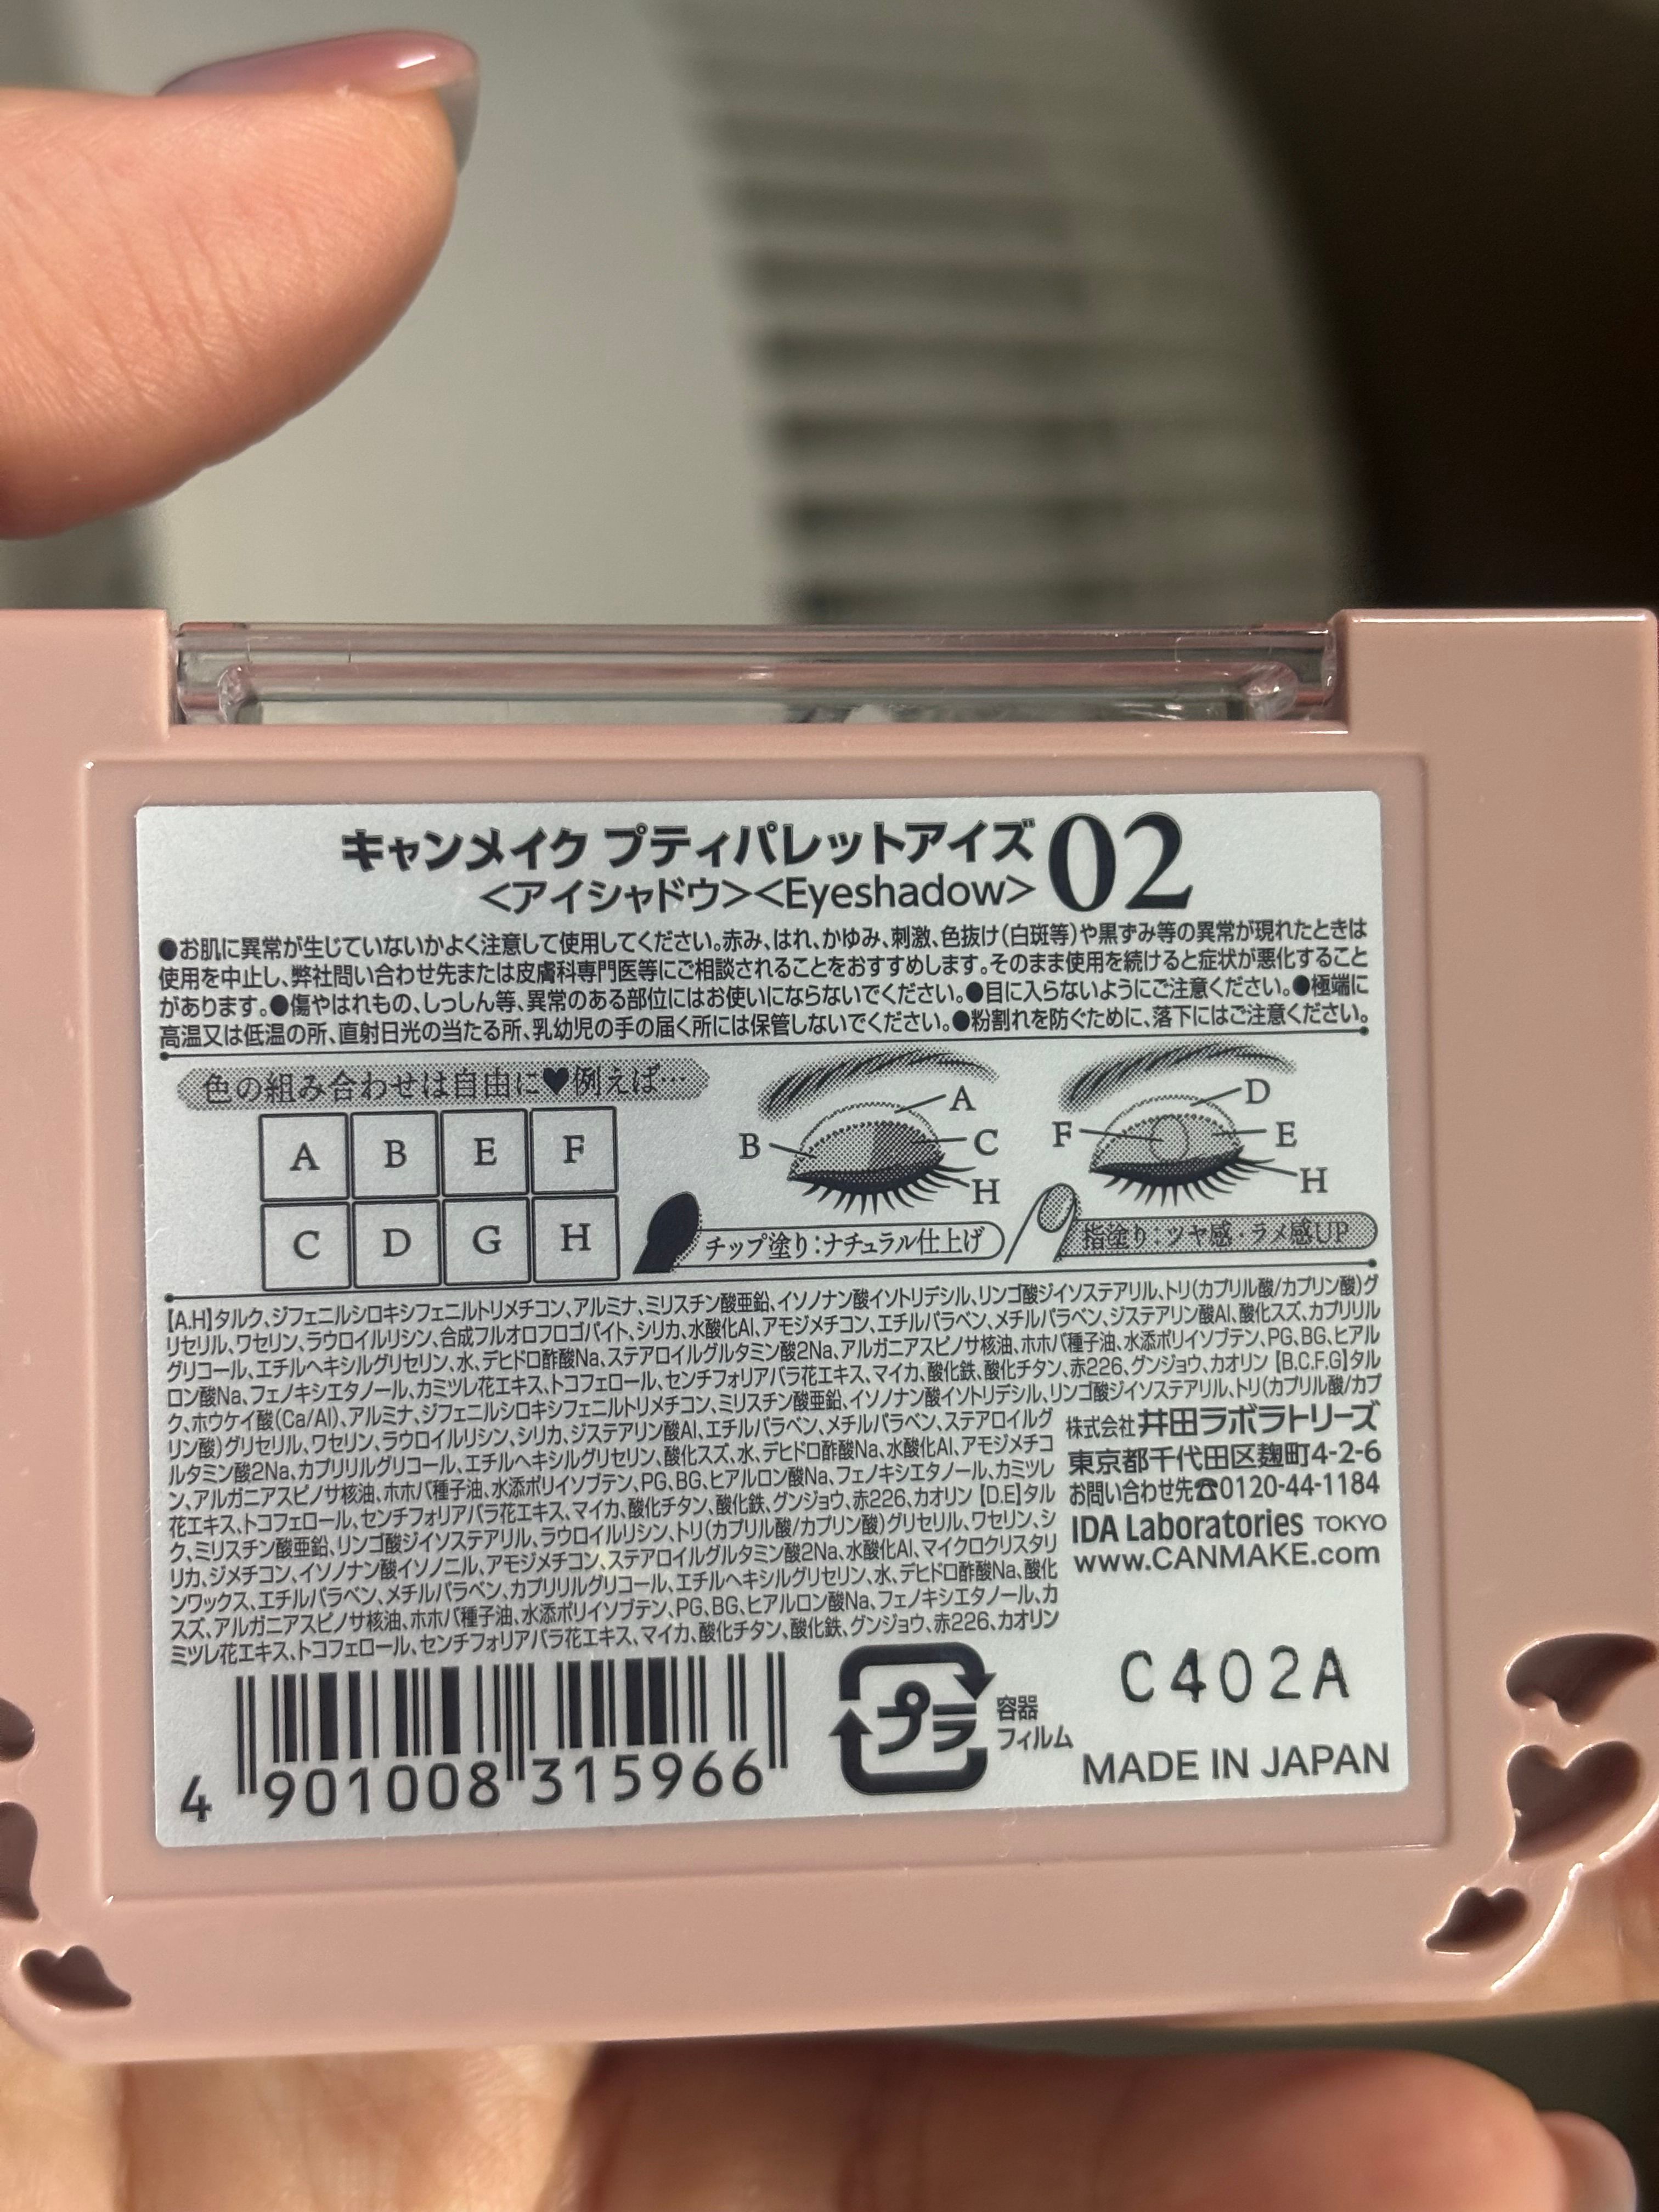 キャンメイク プティパレットアイズ 02
<アイシャドウ><Eyeshadow>
●お肌に異常が生じていないかよく注意して使用してください。赤み、はれ、かゆみ、刺激、色抜け(白斑等)や黒ずみ等の異常が現れたときは
使用を中止し、弊社問い合わせ先または皮膚科専門医等にご相談されることをおすすめします。そのまま使用を続けると症状が悪化すること
があります。●傷やはれもの、しっしん等、異常のある部位にはお使いにならないでください。●目に入らないようにご注意ください。●極端に
高温又は低温の所、直射日光の当たる所、乳幼児の手の届く所には保管しないでください。●粉割れを防ぐために、落下にはご注意ください。
色の組み合わせは自由に♥例えば…
A B E F
C D G H
A
B
C
H
チップ塗り:ナチュラル仕上げ
D
F
E
H
指塗り:ツヤ感・ラメ感UP
【A.H】タルク、ジフェニルシロキシフェニルトリメチコン、アルミナ、ミリスチン酸亜鉛、イソノナン酸イソトリデシル、リンゴ酸ジイソステアリル、トリ(カプリル酸/カプリン酸)グ
リセリル、ワセリン、ラウロイルリシン、合成フルオロフロゴパイト、シリカ、水酸化Al、アモジメチコン、エチルパラベン、メチルパラベン、ジステアリン酸Al、酸化スズ、カプリリル
グリコール、エチルヘキシルグリセリン、水、デヒドロ酢酸Na、ステアロイルグルタミン酸2Na、アルガニアスピノサ核油、ホホバ種子油、水添ポリイソブテン、PG、BG、ヒアル
ロン酸Na、フェノキシエタノール、カミツレ花エキス、トコフェロール、センチフォリアバラ花エキス、マイカ、酸化鉄、酸化チタン、赤226、グンジョウ、カオリン【B.C.F.G】タル
ク、ホウケイ酸(Ca/Al)、アルミナ、ジフェニルシロキシフェニルトリメチコン、ミリスチン酸亜鉛、イソノナン酸イソトリデシル、リンゴ酸ジイソステアリル、トリ(カプリル酸/カプ
リン酸)グリセリル、ワセリン、ラウロイルリシン、シリカ、ジステアリン酸Al、エチルパラベン、メチルパラベン、ステアロイルグ
ルタミン酸2Na、カプリリルグリコール、エチルヘキシルグリセリン、酸化スズ、水、デヒドロ酢酸Na、水酸化Al、アモジメチコ
ン、アルガニアスピノサ核油、ホホバ種子油、水添ポリイソブテン、PG、BG、ヒアルロン酸Na、フェノキシエタノール、カミツレ
花エキス、トコフェロール、センチフォリアバラ花エキス、マイカ、酸化チタン、酸化鉄、グンジョウ、赤226、カオリン【D.E】タル
ク、ミリスチン酸亜鉛、リンゴ酸ジイソステアリル、ラウロイルリシン、トリ(カプリル酸/カプリン酸)グリセリル、ワセリン、シ
リカ、ジメチコン、イソノナン酸イソノニル、アモジメチコン、ステアロイルグルタミン酸2Na、水酸化Al、マイクロクリスタリ
ンワックス、エチルパラベン、メチルパラベン、カプリリルグリコール、エチルヘキシルグリセリン、水、デヒドロ酢酸Na、酸化
スズ、アルガニアスピノサ核油、ホホバ種子油、水添ポリイソブテン、PG、BG、ヒアルロン酸Na、フェノキシエタノール、カ
ミツレ花エキス、トコフェロール、センチフォリアバラ花エキス、マイカ、酸化チタン、酸化鉄、グンジョウ、赤226、カオリン
株式会社 井田ラボラトリーズ
東京都千代田区麹町4-2-6
お問い合わせ先☎0120-44-1184
IDA Laboratories TOKYO
www.CANMAKE.com
4 901008 315966
プラ
容器
フィルム
C402A
MADE IN JAPAN